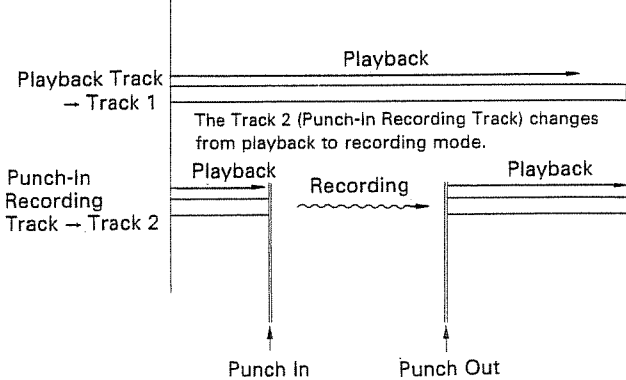 Playback
Playback Track
→ Track 1
The Track 2 (Punch-In Recording Track) changes
from playback to recording mode.
Playback
Recording
Playback
Punch-In
Recording
Track → Track 2
Punch In
Punch Out